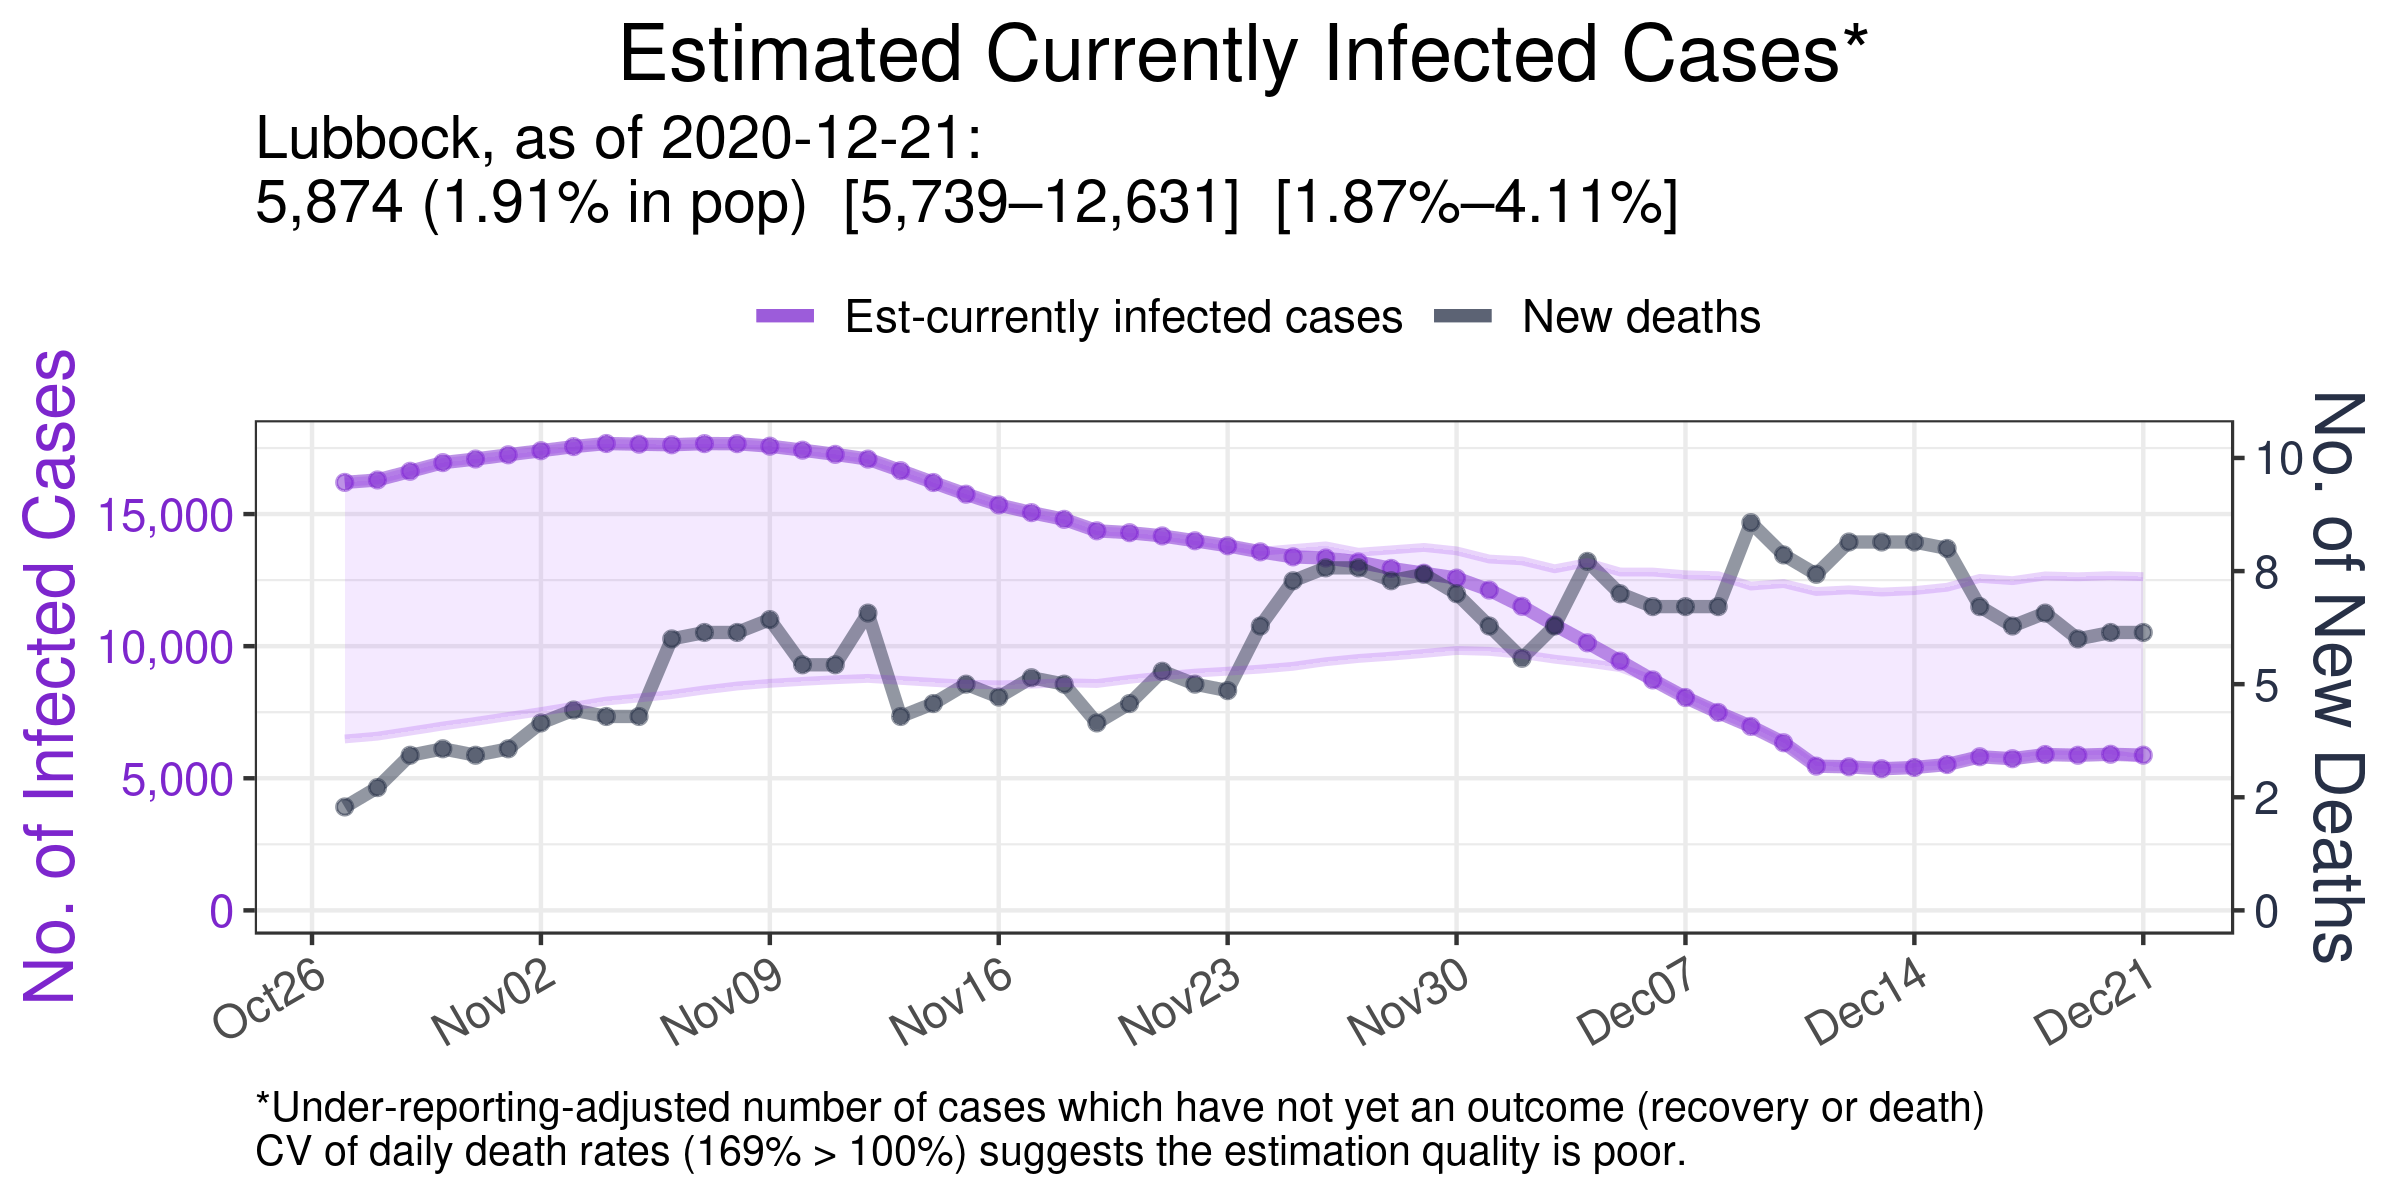 Estimated Currently Infected Cases*
Lubbock, as of 2020-12-21:
5,874 (1.91% in pop)  [5,739–12,631]  [1.87%–4.11%]
Est-currently infected cases
New deaths
No. of Infected Cases
15,000
10,000
5,000
0
10
8
5
2
0
No. of New Deaths
Oct26
Nov02
Nov09
Nov16
Nov23
Nov30
Dec07
Dec14
Dec21
*Under-reporting-adjusted number of cases which have not yet an outcome (recovery or death)
CV of daily death rates (169% > 100%) suggests the estimation quality is poor.